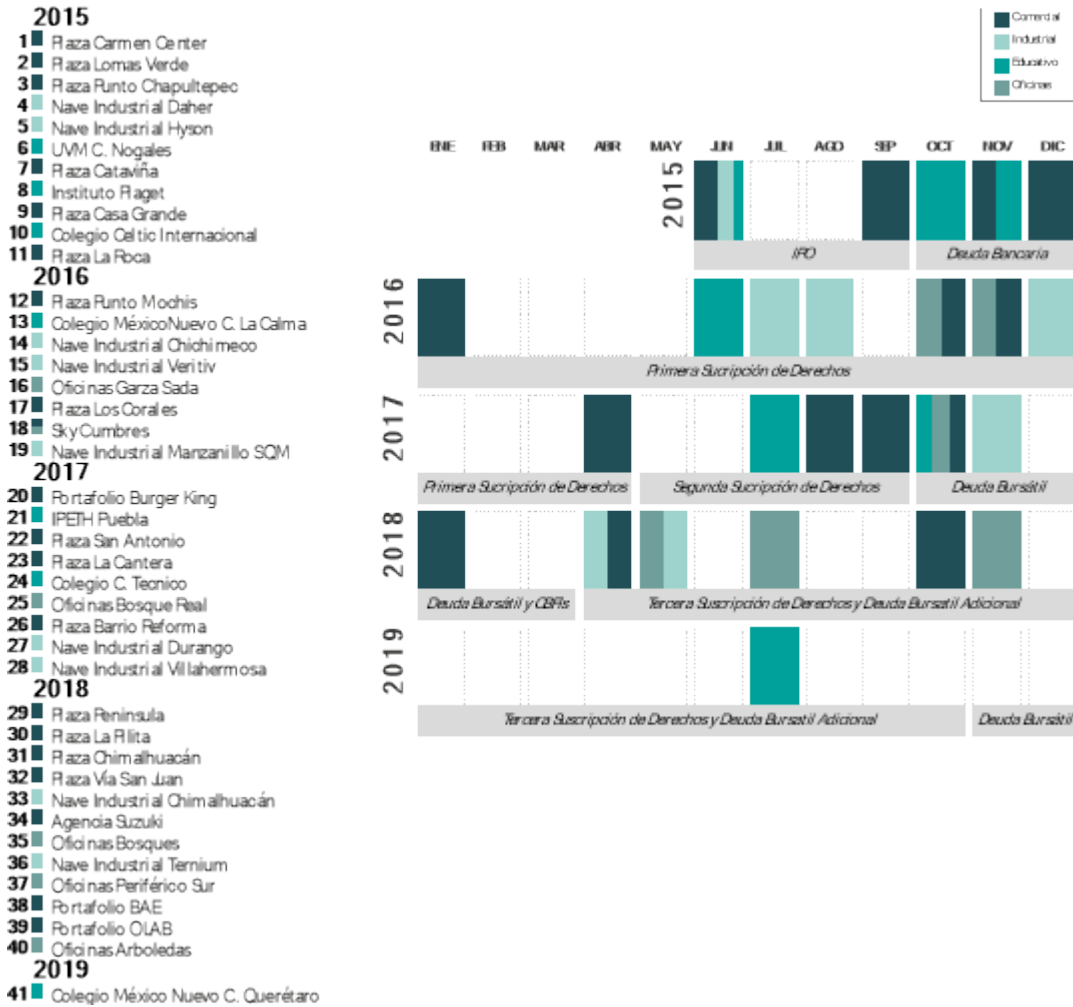 2015
1 Plaza Carmen Center
2 Plaza Lomas Verde
3 Plaza Punto Chapultepec
4 Nave Industrial Daher
5 Nave Industrial Hyson
6 UVM C. Nogales
7 Plaza Cataviña
8 Instituto Piaget
9 Plaza Casa Grande
10 Colegio Celtic Internacional
11 Plaza La Roca
2016
12 Plaza Punto Mochis
13 Colegio MéxicoNuevo C. La Calma
14 Nave Industrial Chichimeco
15 Nave Industrial Veritiv
16 Oficinas Garza Sada
17 Plaza Los Corales
18 Sky Cumbres
19 Nave Industrial Manzanillo SQM
2017
20 Portafolio Burger King
21 IPETH Puebla
22 Plaza San Antonio
23 Plaza La Cantera
24 Colegio C. Tecnico
25 Oficinas Bosque Real
26 Plaza Barrio Reforma
27 Nave Industrial Durango
28 Nave Industrial Villahermosa
2018
29 Plaza Peninsula
30 Plaza La Pilita
31 Plaza Chimalhuacán
32 Plaza Vía San Juan
33 Nave Industrial Chimalhuacán
34 Agencia Suzuki
35 Oficinas Bosques
36 Nave Industrial Ternium
37 Oficinas Periférico Sur
38 Portafolio BAE
39 Portafolio OLAB
40 Oficinas Arboledas
2019
41 Colegio México Nuevo C. Querétaro
Comercial
Industrial
Educativo
Oficinas
ENE FEB MAR ABR MAY JUN JUL AGO SEP OCT NOV DIC
2015
IPO Deuda Bancaria
2016
Primera Sucripción de Derechos
2017
Primera Sucripción de Derechos Segunda Sucripción de Derechos Deuda Bursátil
2018
Deuda Bursátil y CBFIs Tercera Suscripción de Derechos y Deuda Bursatil Adicional
2019
Tercera Suscripción de Derechos y Deuda Bursatil Adicional Deuda Bursátil